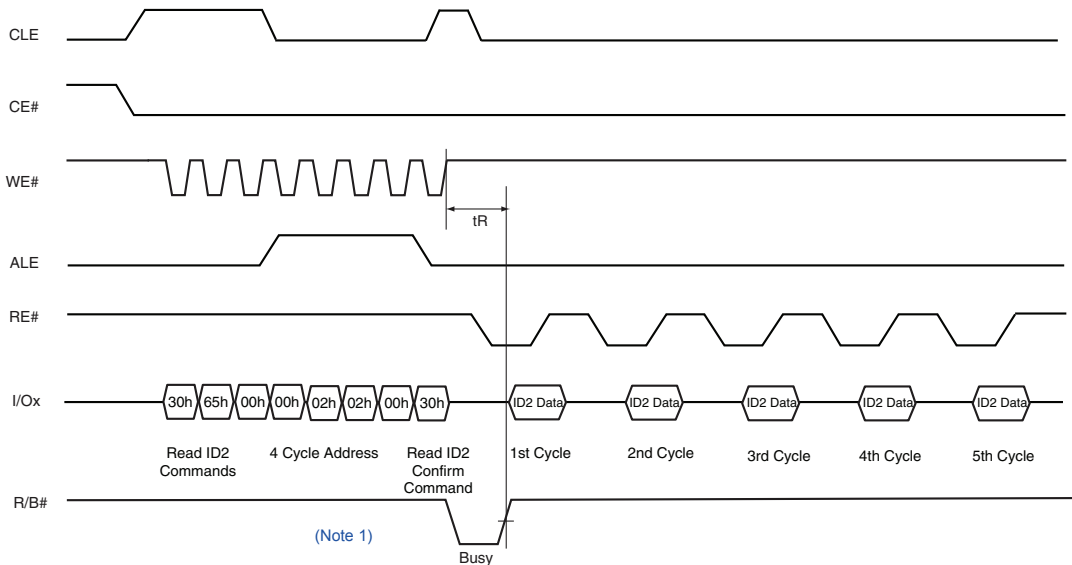 CLE
CE#
WE#
tR
ALE
RE#
I/Ox
30h 65h 00h 00h 02h 02h 00h 30h ID2 Data ID2 Data ID2 Data ID2 Data ID2 Data
Read ID2
Commands
4 Cycle Address
Read ID2
Confirm
Command
1st Cycle
2nd Cycle
3rd Cycle
4th Cycle
5th Cycle
R/B#
(Note 1)
Busy